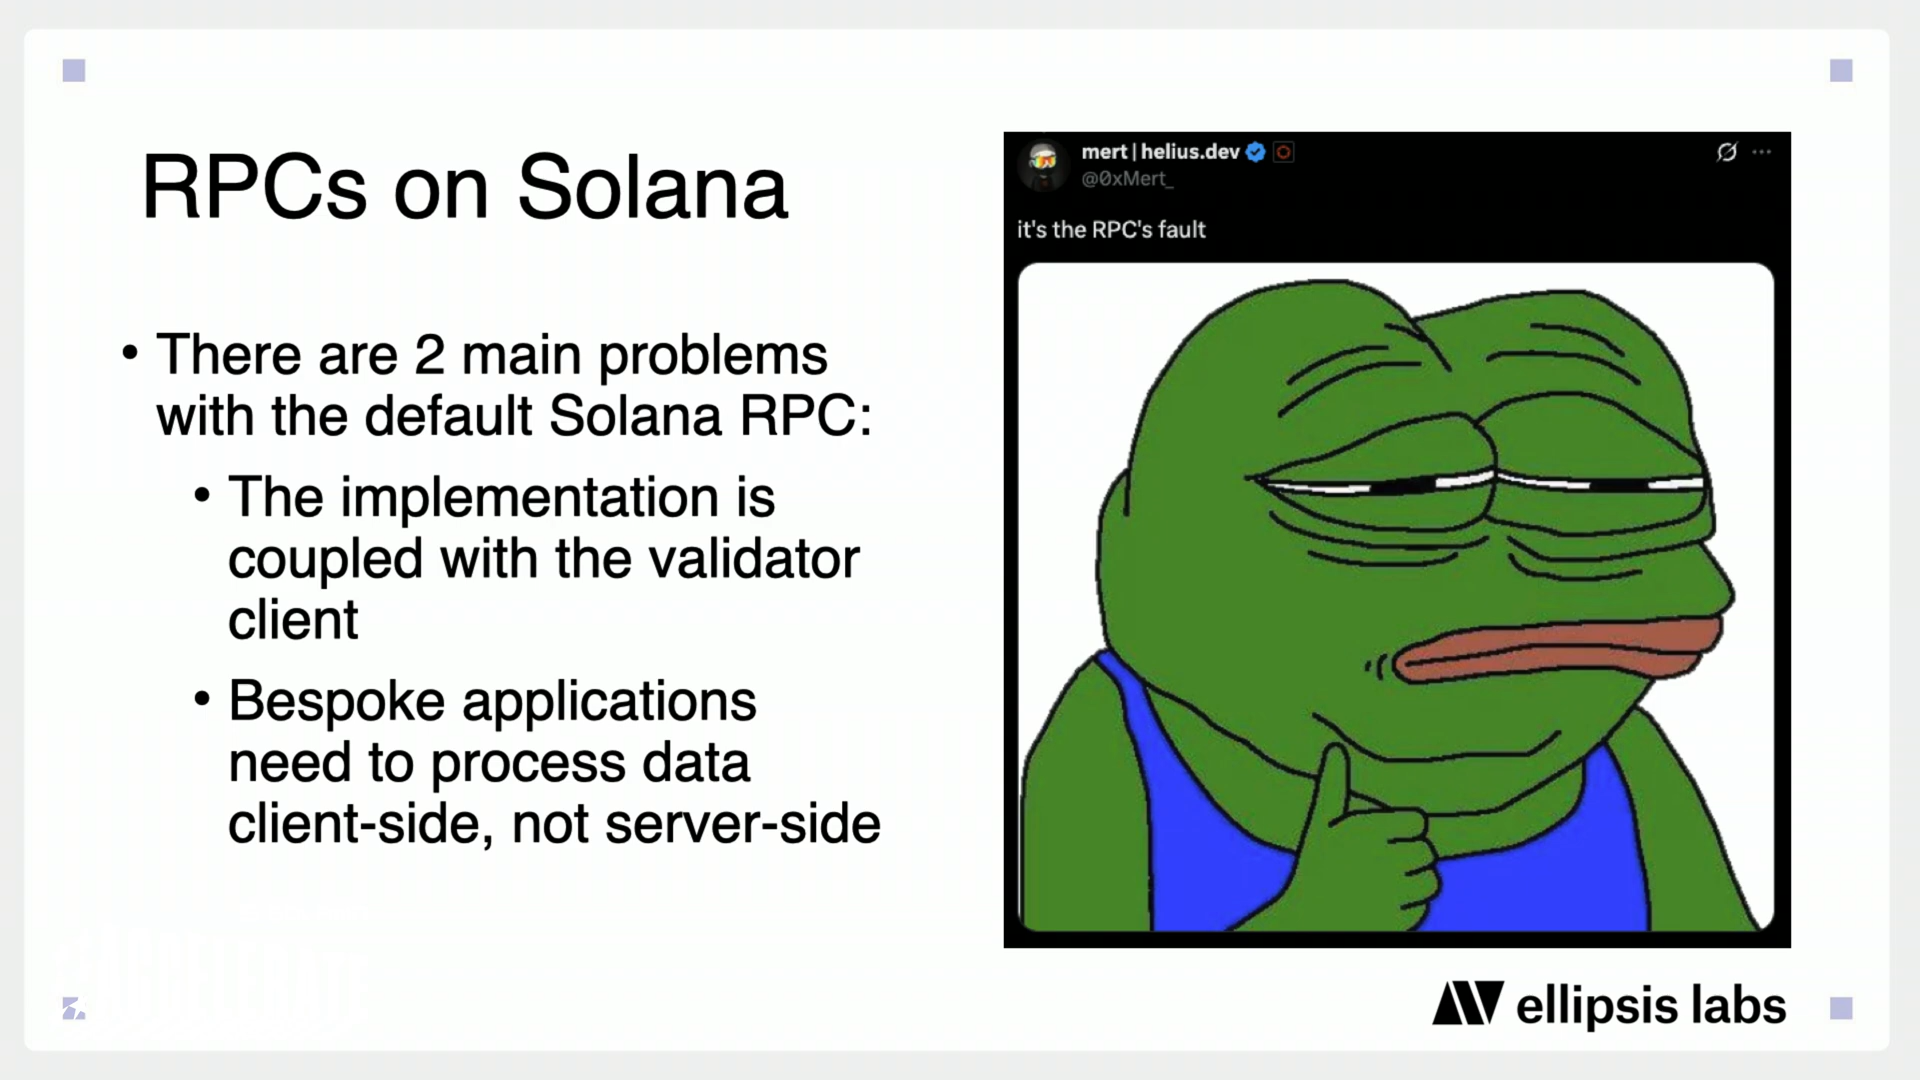 RPCs on Solana
• There are 2 main problems
with the default Solana RPC:
• The implementation is
coupled with the validator
client
• Bespoke applications
need to process data
client-side, not server-side
mert | helius.dev
@0xMert_
it's the RPC's fault
ellipsis labs